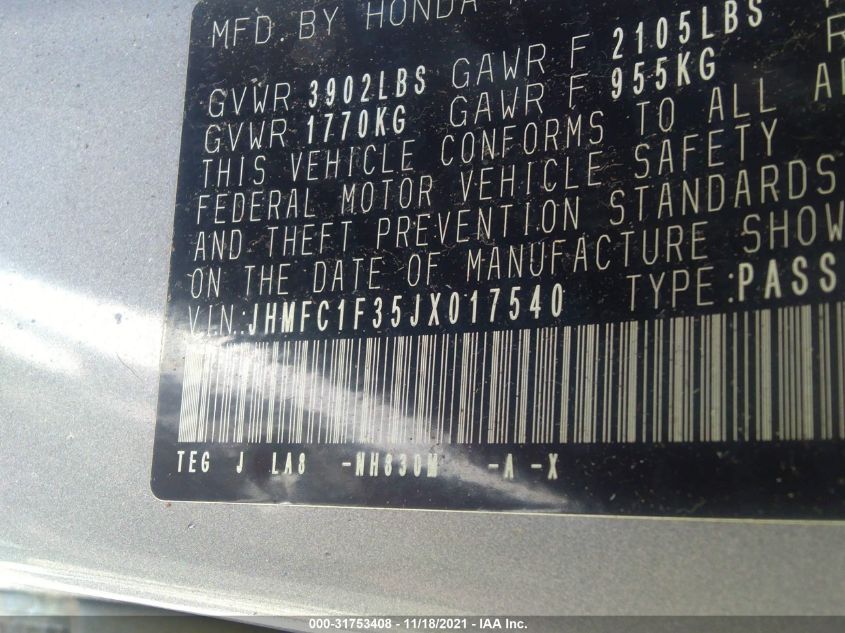 MFD. BY HONDA
GVWR 3902LBS GAWR F 2105LBS
GVWR 1770KG GAWR F 955KG
THIS VEHICLE CONFORMS TO ALL
FEDERAL MOTOR VEHICLE SAFETY
AND THEFT PREVENTION STANDARDS
ON THE DATE OF MANUFACTURE SHOW
V.I.N.:JHMFC1F35JX017540 TYPE:PASS
TEG J LA8 -NH830M -A -X
000-31753408 - 11/18/2021 - IAA Inc.